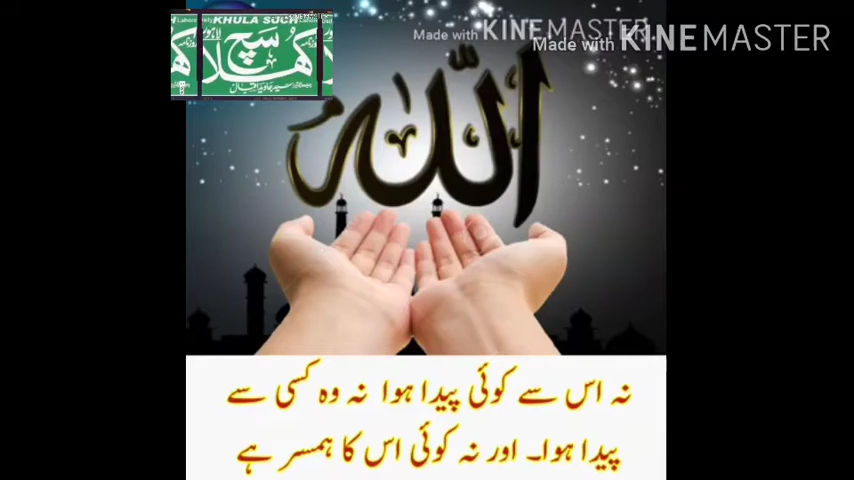 KHULA SUCH
کھلا سچ
Made with KINEMASTER
Made with KINEMASTER
الله
نہ اس سے کوئی پیدا ہوا نہ وہ کسی سے
پیدا ہوا۔ اور نہ کوئی اس کا ہمسر ہے